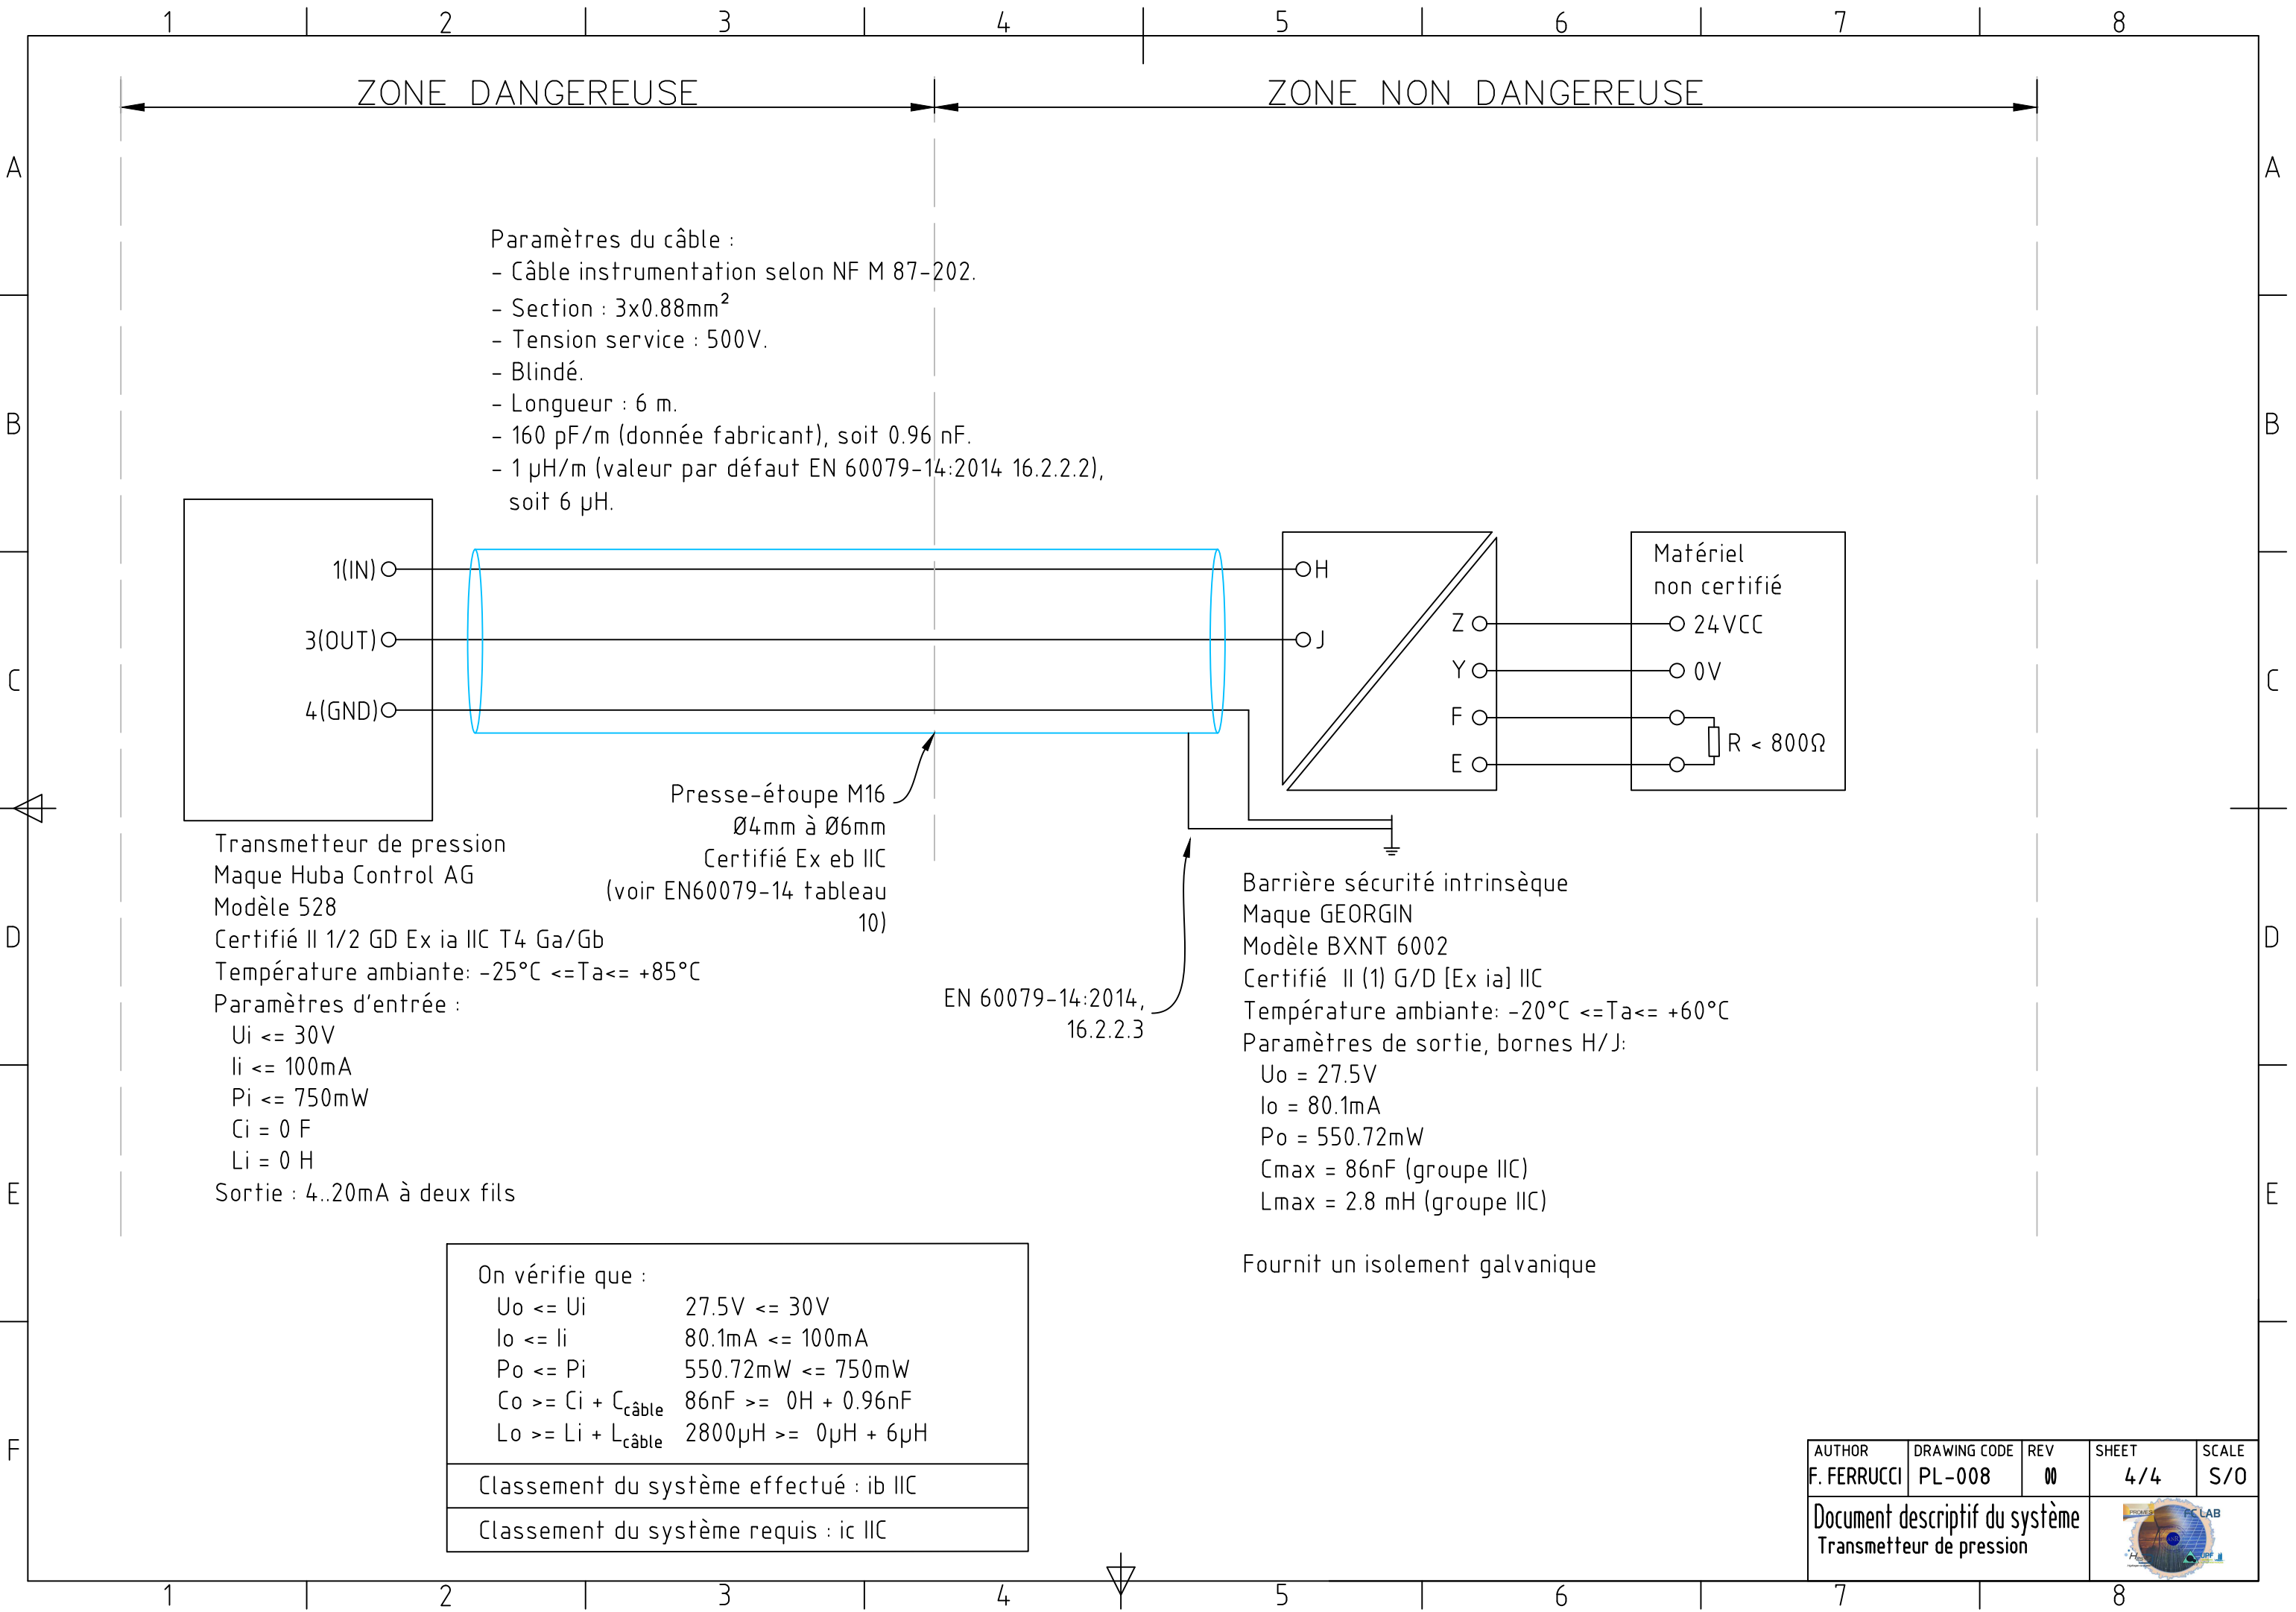 1 2 3 4 5 6 7 8
ZONE DANGEREUSE
ZONE NON DANGEREUSE
A A
B B
C C
D D
E E
F F
Paramètres du câble :
- Câble instrumentation selon NF M 87-202.
- Section : 3x0.88mm²
- Tension service : 500V.
- Blindé.
- Longueur : 6 m.
- 160 pF/m (donnée fabricant), soit 0.96 nF.
- 1 µH/m (valeur par défaut EN 60079-14:2014 16.2.2.2),
soit 6 µH.
1(IN)
3(OUT)
4(GND)
H
J
Z
Y
F
E
Matériel
non certifié
24VCC
0V
R < 800Ω
Presse-étoupe M16
Ø4mm à Ø6mm
Certifié Ex eb IIC
(voir EN60079-14 tableau
10)
EN 60079-14:2014,
16.2.2.3
Transmetteur de pression
Maque Huba Control AG
Modèle 528
Certifié II 1/2 GD Ex ia IIC T4 Ga/Gb
Température ambiante: -25°C <=Ta<= +85°C
Paramètres d'entrée :
Ui <= 30V
Ii <= 100mA
Pi <= 750mW
Ci = 0 F
Li = 0 H
Sortie : 4..20mA à deux fils
Barrière sécurité intrinsèque
Maque GEORGIN
Modèle BXNT 6002
Certifié II (1) G/D [Ex ia] IIC
Température ambiante: -20°C <=Ta<= +60°C
Paramètres de sortie, bornes H/J:
Uo = 27.5V
Io = 80.1mA
Po = 550.72mW
Cmax = 86nF (groupe IIC)
Lmax = 2.8 mH (groupe IIC)
Fournit un isolement galvanique
On vérifie que :
Uo <= Ui 27.5V <= 30V
Io <= Ii 80.1mA <= 100mA
Po <= Pi 550.72mW <= 750mW
Co >= Ci + Ccâble 86nF >= 0H + 0.96nF
Lo >= Li + Lcâble 2800µH >= 0µH + 6µH
Classement du système effectué : ib IIC
Classement du système requis : ic IIC
AUTHOR DRAWING CODE REV SHEET SCALE
F. FERRUCCI PL-008 00 4/4 S/O
Document descriptif du système
Transmetteur de pression
FC LAB
1 2 3 4 5 6 7 8